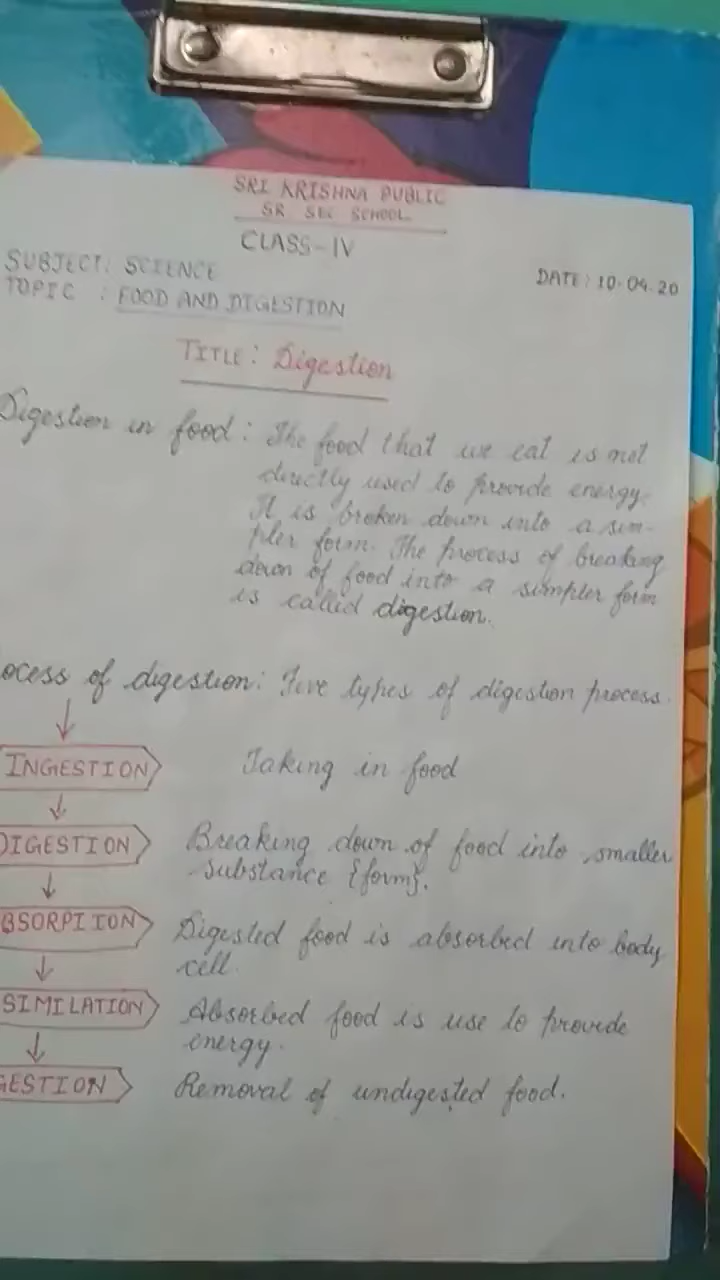 SRI KRISHNA PUBLIC
SR SEC SCHOOL
CLASS-IV
SUBJECT: SCIENCE
DATE: 10-04.20
TOPIC : FOOD AND DIGESTION
TITLE: Digestion
Digestion in food: The food that we eat is not
directly used to provide energy.
It is broken down into a sim-
pler form. The process of breaking
down of food into a simpler form
is called digestion.
ocess of digestion: Five types of digestion process.
INGESTION Taking in food
DIGESTION Breaking down of food into smaller
substance {form}.
BSORPTION Digested food is absorbed into body
cell.
SIMILATION Absorbed food is use to provide
energy.
GESTION Removal of undigested food.